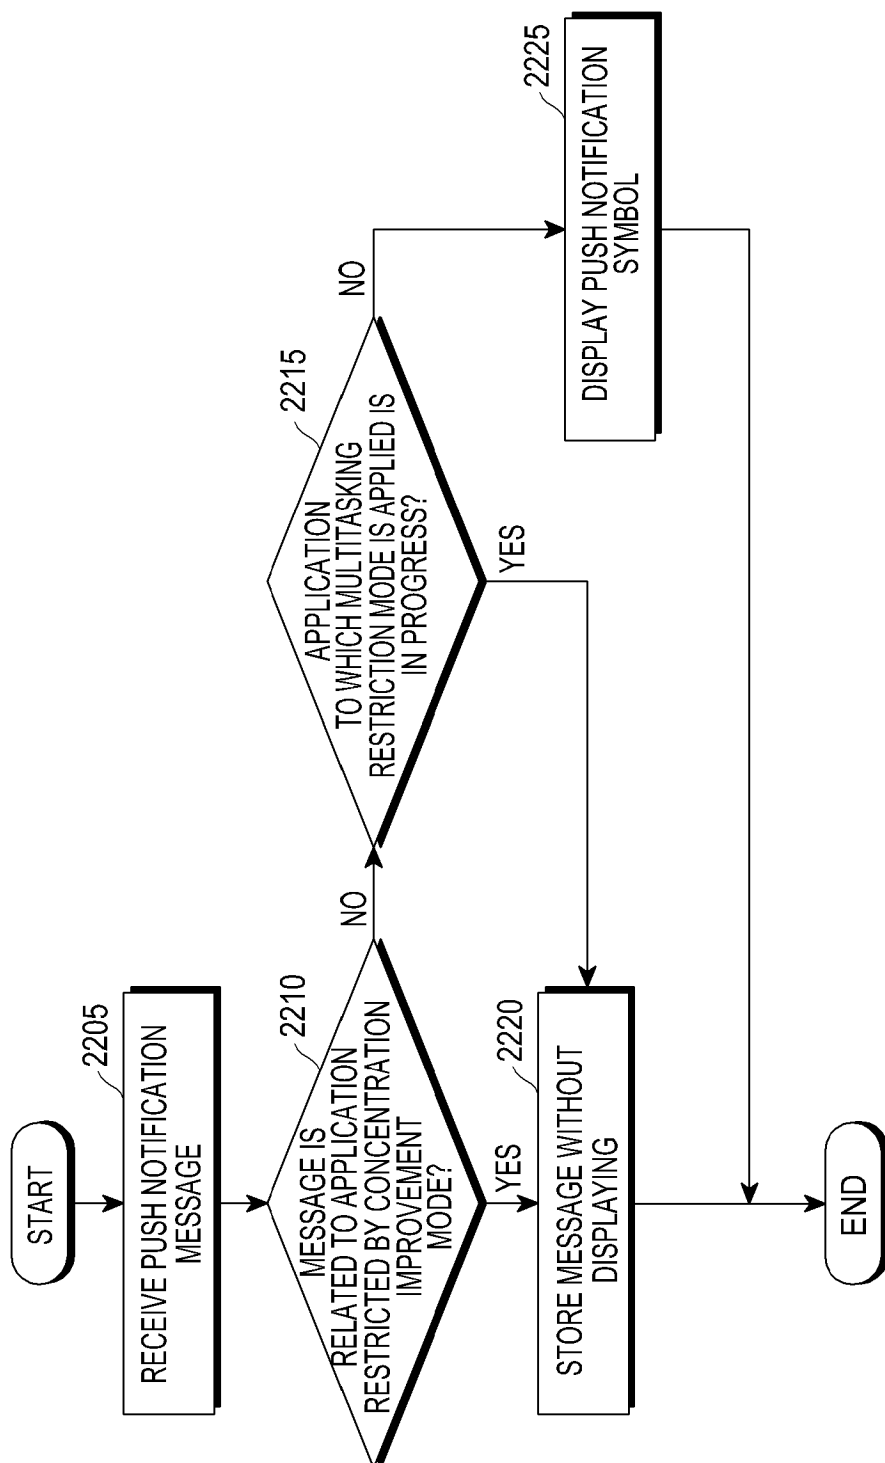 START
2205
RECEIVE PUSH NOTIFICATION
MESSAGE
2210
MESSAGE IS
RELATED TO APPLICATION
RESTRICTED BY CONCENTRATION
IMPROVEMENT
MODE?
NO
YES
2215
APPLICATION
TO WHICH MULTITASKING
RESTRICTION MODE IS APPLIED IS
IN PROGRESS?
NO
YES
2220
STORE MESSAGE WITHOUT
DISPLAYING
2225
DISPLAY PUSH NOTIFICATION
SYMBOL
END